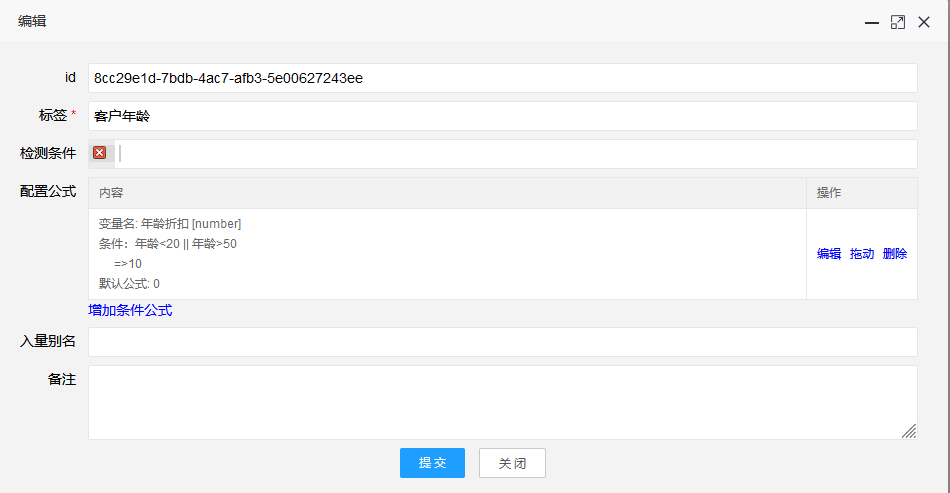 编辑
id 8cc29e1d-7bdb-4ac7-afb3-5e00627243ee
标签 * 客户年龄
检测条件
配置公式 内容 操作
变量名: 年龄折扣 [number]
条件：年龄<20 || 年龄>50
=>10
默认公式: 0
编辑 拖动 删除
增加条件公式
入量别名
备注
提交 关闭